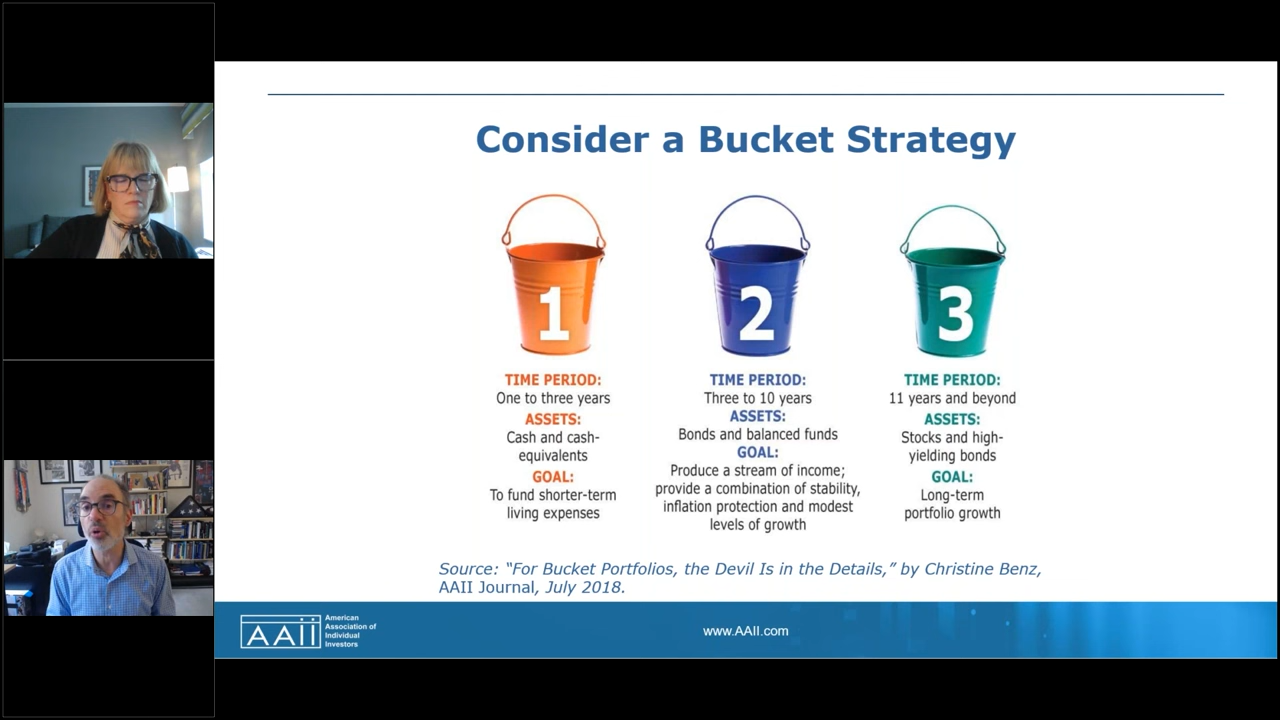 Consider a Bucket Strategy
1
TIME PERIOD:
One to three years
ASSETS:
Cash and cash-
equivalents
GOAL:
To fund shorter-term
living expenses
2
TIME PERIOD:
Three to 10 years
ASSETS:
Bonds and balanced funds
GOAL:
Produce a stream of income;
provide a combination of stability,
inflation protection and modest
levels of growth
3
TIME PERIOD:
11 years and beyond
ASSETS:
Stocks and high-
yielding bonds
GOAL:
Long-term
portfolio growth
Source: “For Bucket Portfolios, the Devil Is in the Details,” by Christine Benz,
AAII Journal, July 2018.
AAII
American
Association of
Individual
Investors
www.AAII.com